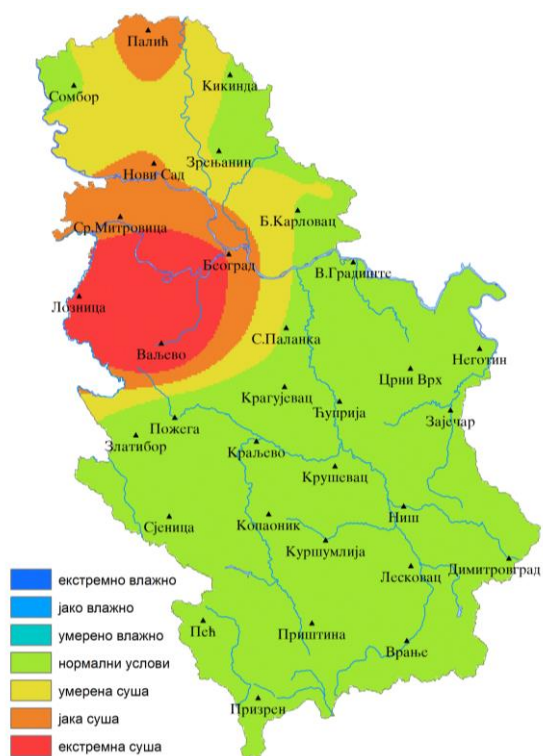 Палић
Кикинда
Сомбор
Зрењанин
Нови Сад
Б.Карловац
Ср.Митровица
Београд
В.Градиште
Лозница
С.Паланка
Ваљево
Неготин
Црни Врх
Крагујевац
Ћуприја
Зајечар
Пожега
Златибор
Краљево
Крушевац
Сјеница
Копаоник
Ниш
Куршумлија
Димитровград
Лесковац
Пећ
Приштина
Врање
Призрен
екстремно влажно
јако влажно
умерено влажно
нормални услови
умерена суша
јака суша
екстремна суша